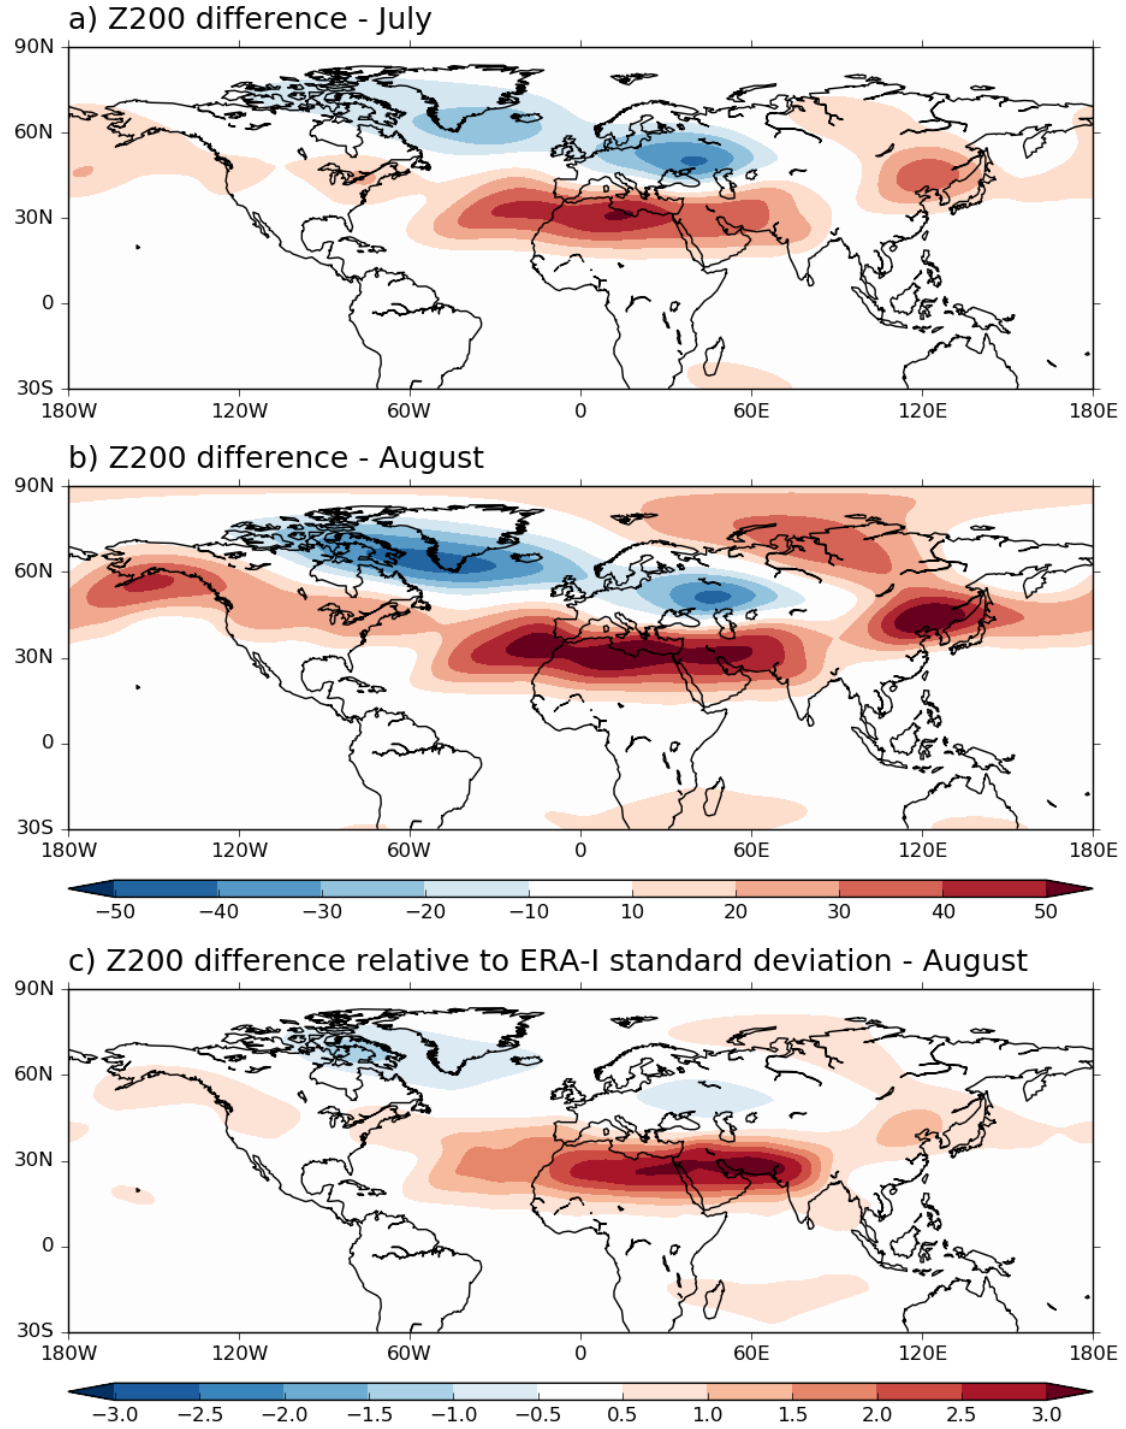 a) Z200 difference - July
90N
60N
30N
0
30S
180W 120W 60W 0 60E 120E 180E
b) Z200 difference - August
90N
60N
30N
0
30S
180W 120W 60W 0 60E 120E 180E
−50 −40 −30 −20 −10 10 20 30 40 50
c) Z200 difference relative to ERA-I standard deviation - August
90N
60N
30N
0
30S
180W 120W 60W 0 60E 120E 180E
−3.0 −2.5 −2.0 −1.5 −1.0 −0.5 0.5 1.0 1.5 2.0 2.5 3.0